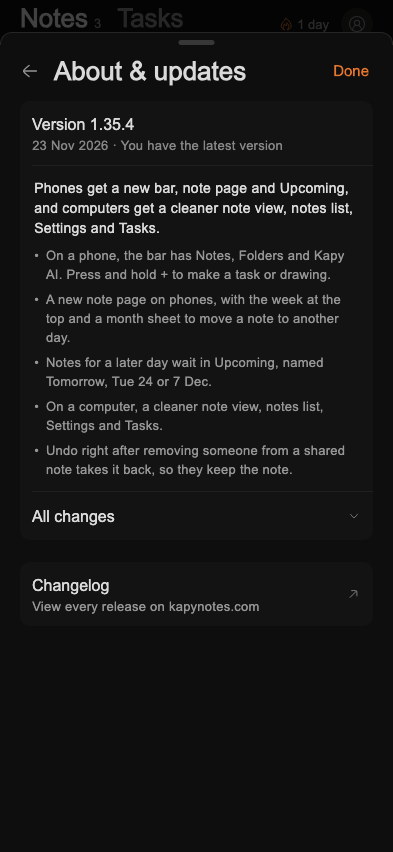 Notes 3 Tasks
1 day
About & updates
Done
Version 1.35.4
23 Nov 2026 · You have the latest version
Phones get a new bar, note page and Upcoming,
and computers get a cleaner note view, notes list,
Settings and Tasks.
• On a phone, the bar has Notes, Folders and Kapy
AI. Press and hold + to make a task or drawing.
• A new note page on phones, with the week at the
top and a month sheet to move a note to another
day.
• Notes for a later day wait in Upcoming, named
Tomorrow, Tue 24 or 7 Dec.
• On a computer, a cleaner note view, notes list,
Settings and Tasks.
• Undo right after removing someone from a shared
note takes it back, so they keep the note.
All changes
Changelog
View every release on kapynotes.com